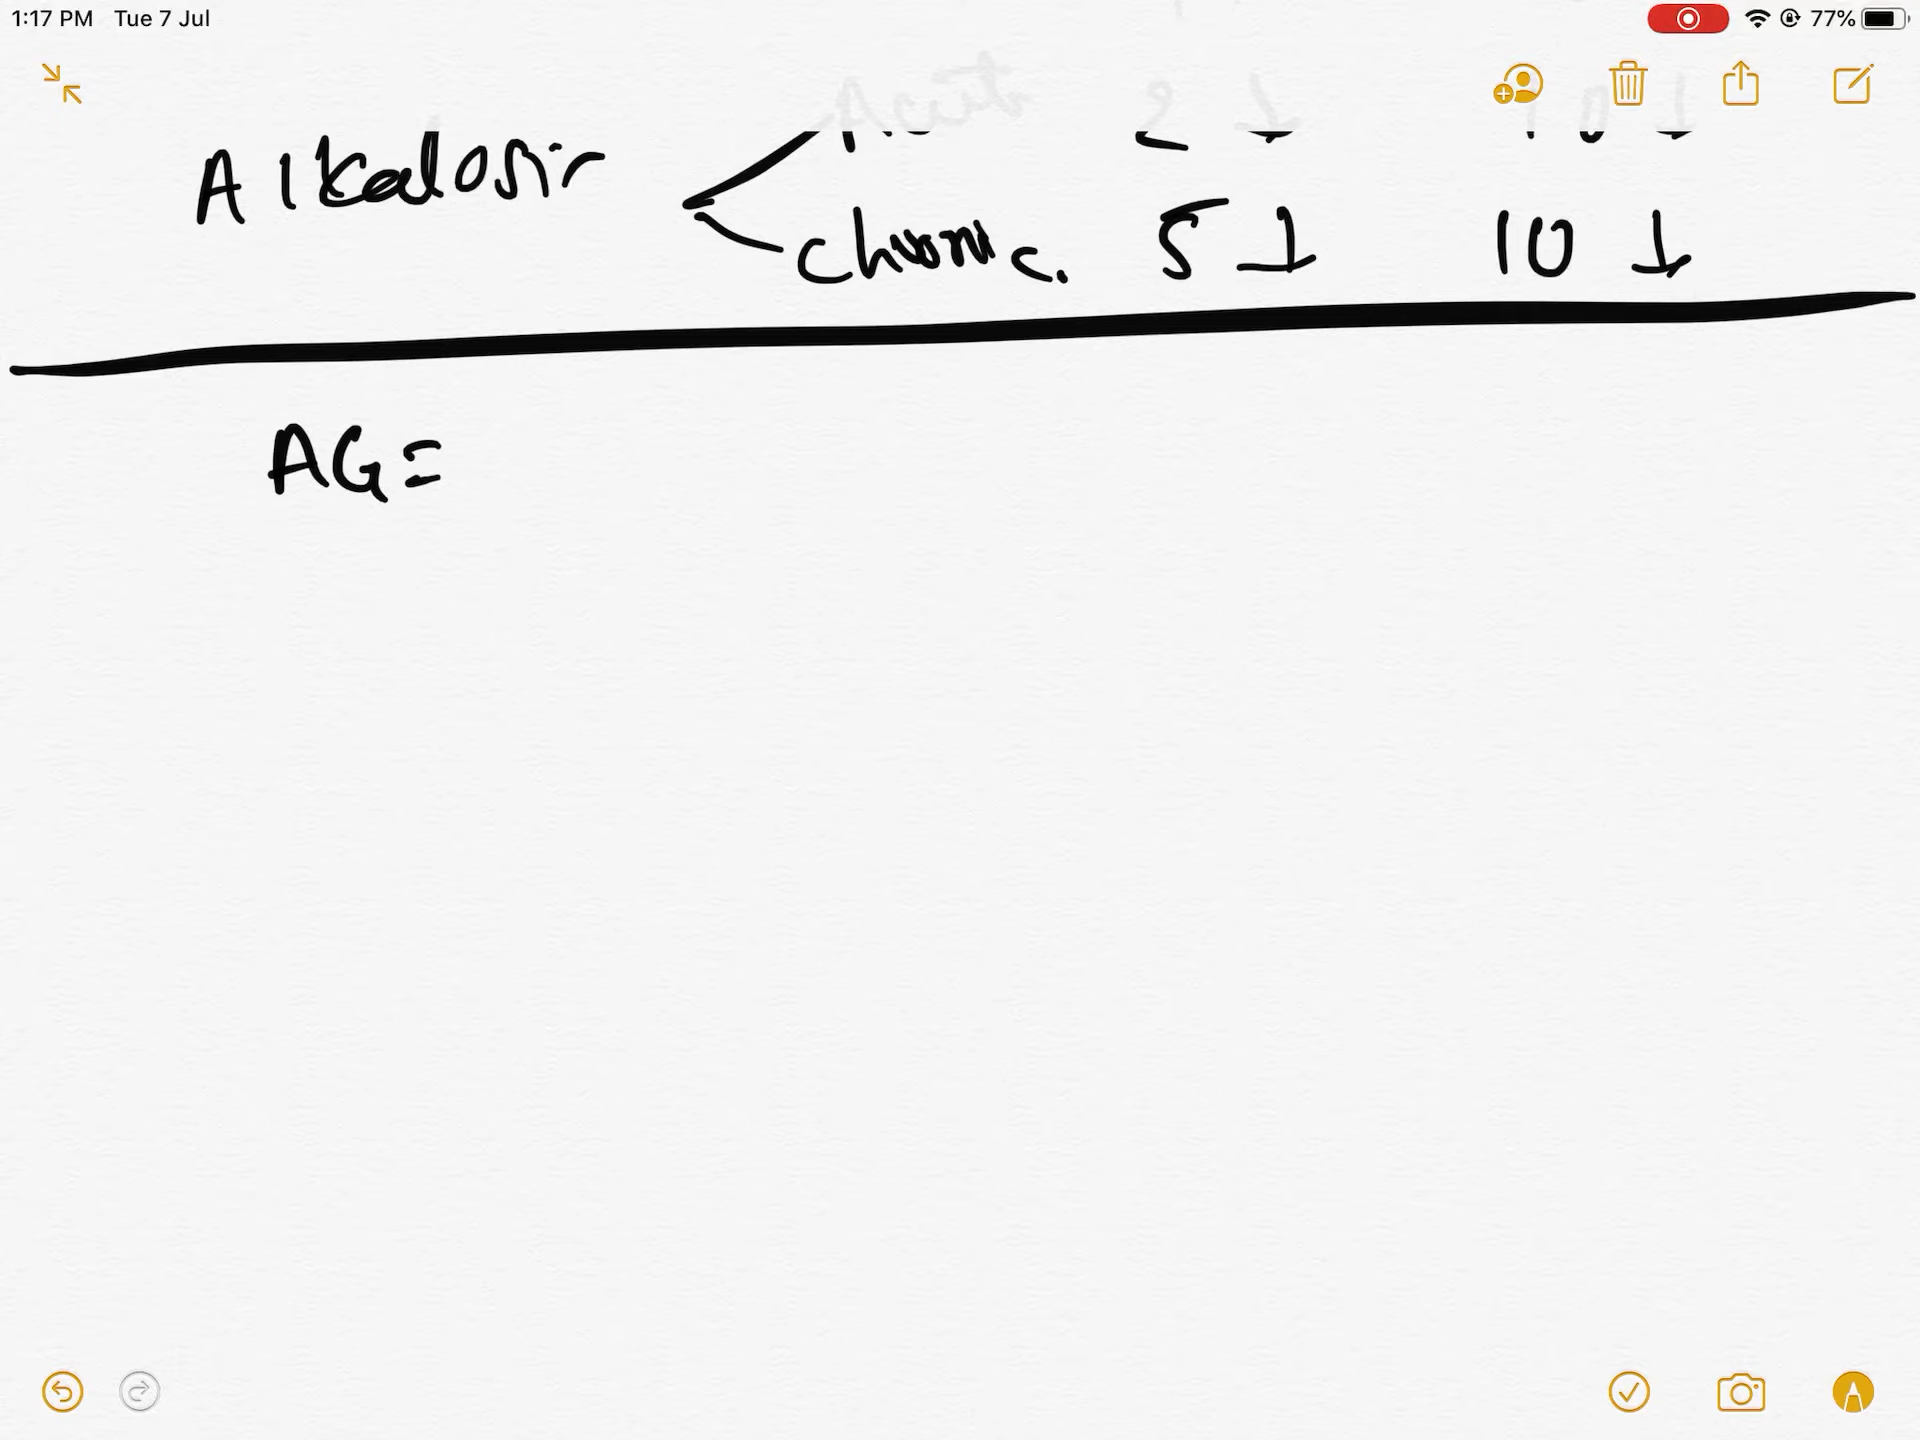 1:17 PM Tue 7 Jul 77%
Alkalosis
chronic. 5 ↓ 10 ↓
AG =